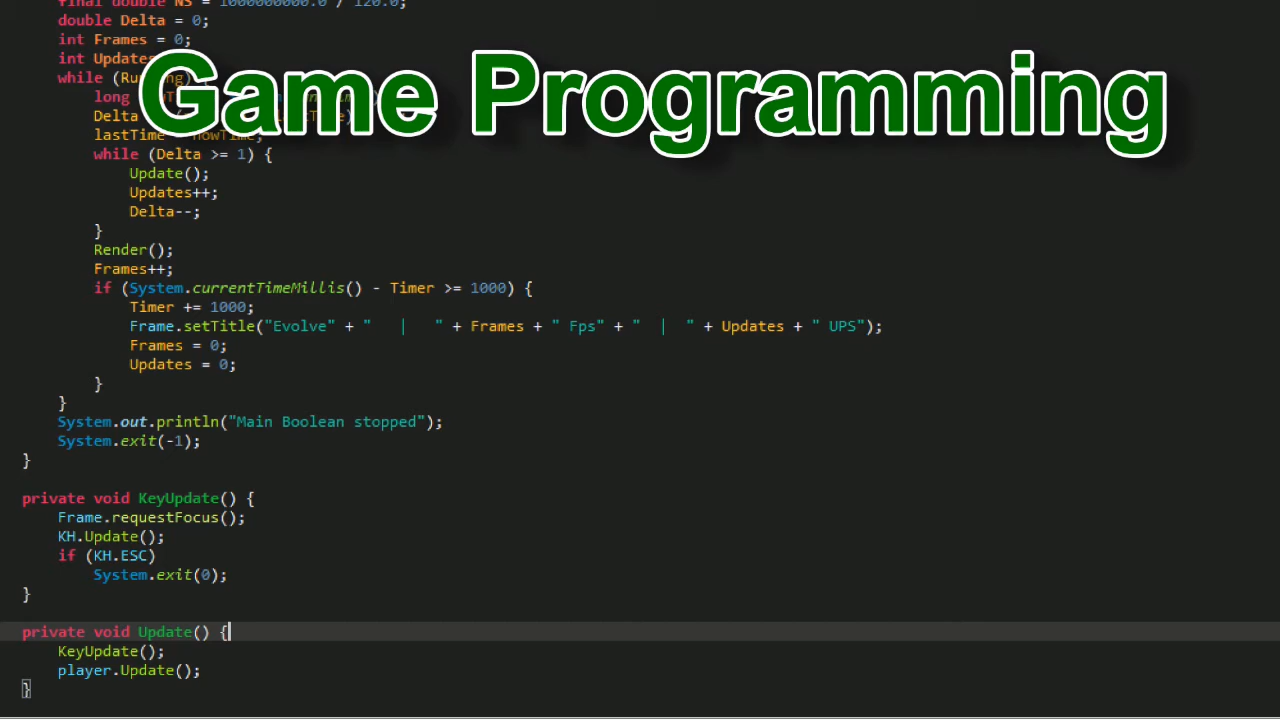 final double NS = 1000000000.0 / 120.0;
double Delta = 0;
int Frames = 0;
int Updates
Game Programming
while (Running)
long
Delta
lastTime = nowTime;
while (Delta >= 1) {
Update();
Updates++;
Delta--;
}
Render();
Frames++;
if (System.currentTimeMillis() - Timer >= 1000) {
Timer += 1000;
Frame.setTitle("Evolve" + "   |   " + Frames + " Fps" + "  |  " + Updates + " UPS");
Frames = 0;
Updates = 0;
}
}
System.out.println("Main Boolean stopped");
System.exit(-1);
}
private void KeyUpdate() {
Frame.requestFocus();
KH.Update();
if (KH.ESC)
System.exit(0);
}
private void Update() {
KeyUpdate();
player.Update();
}